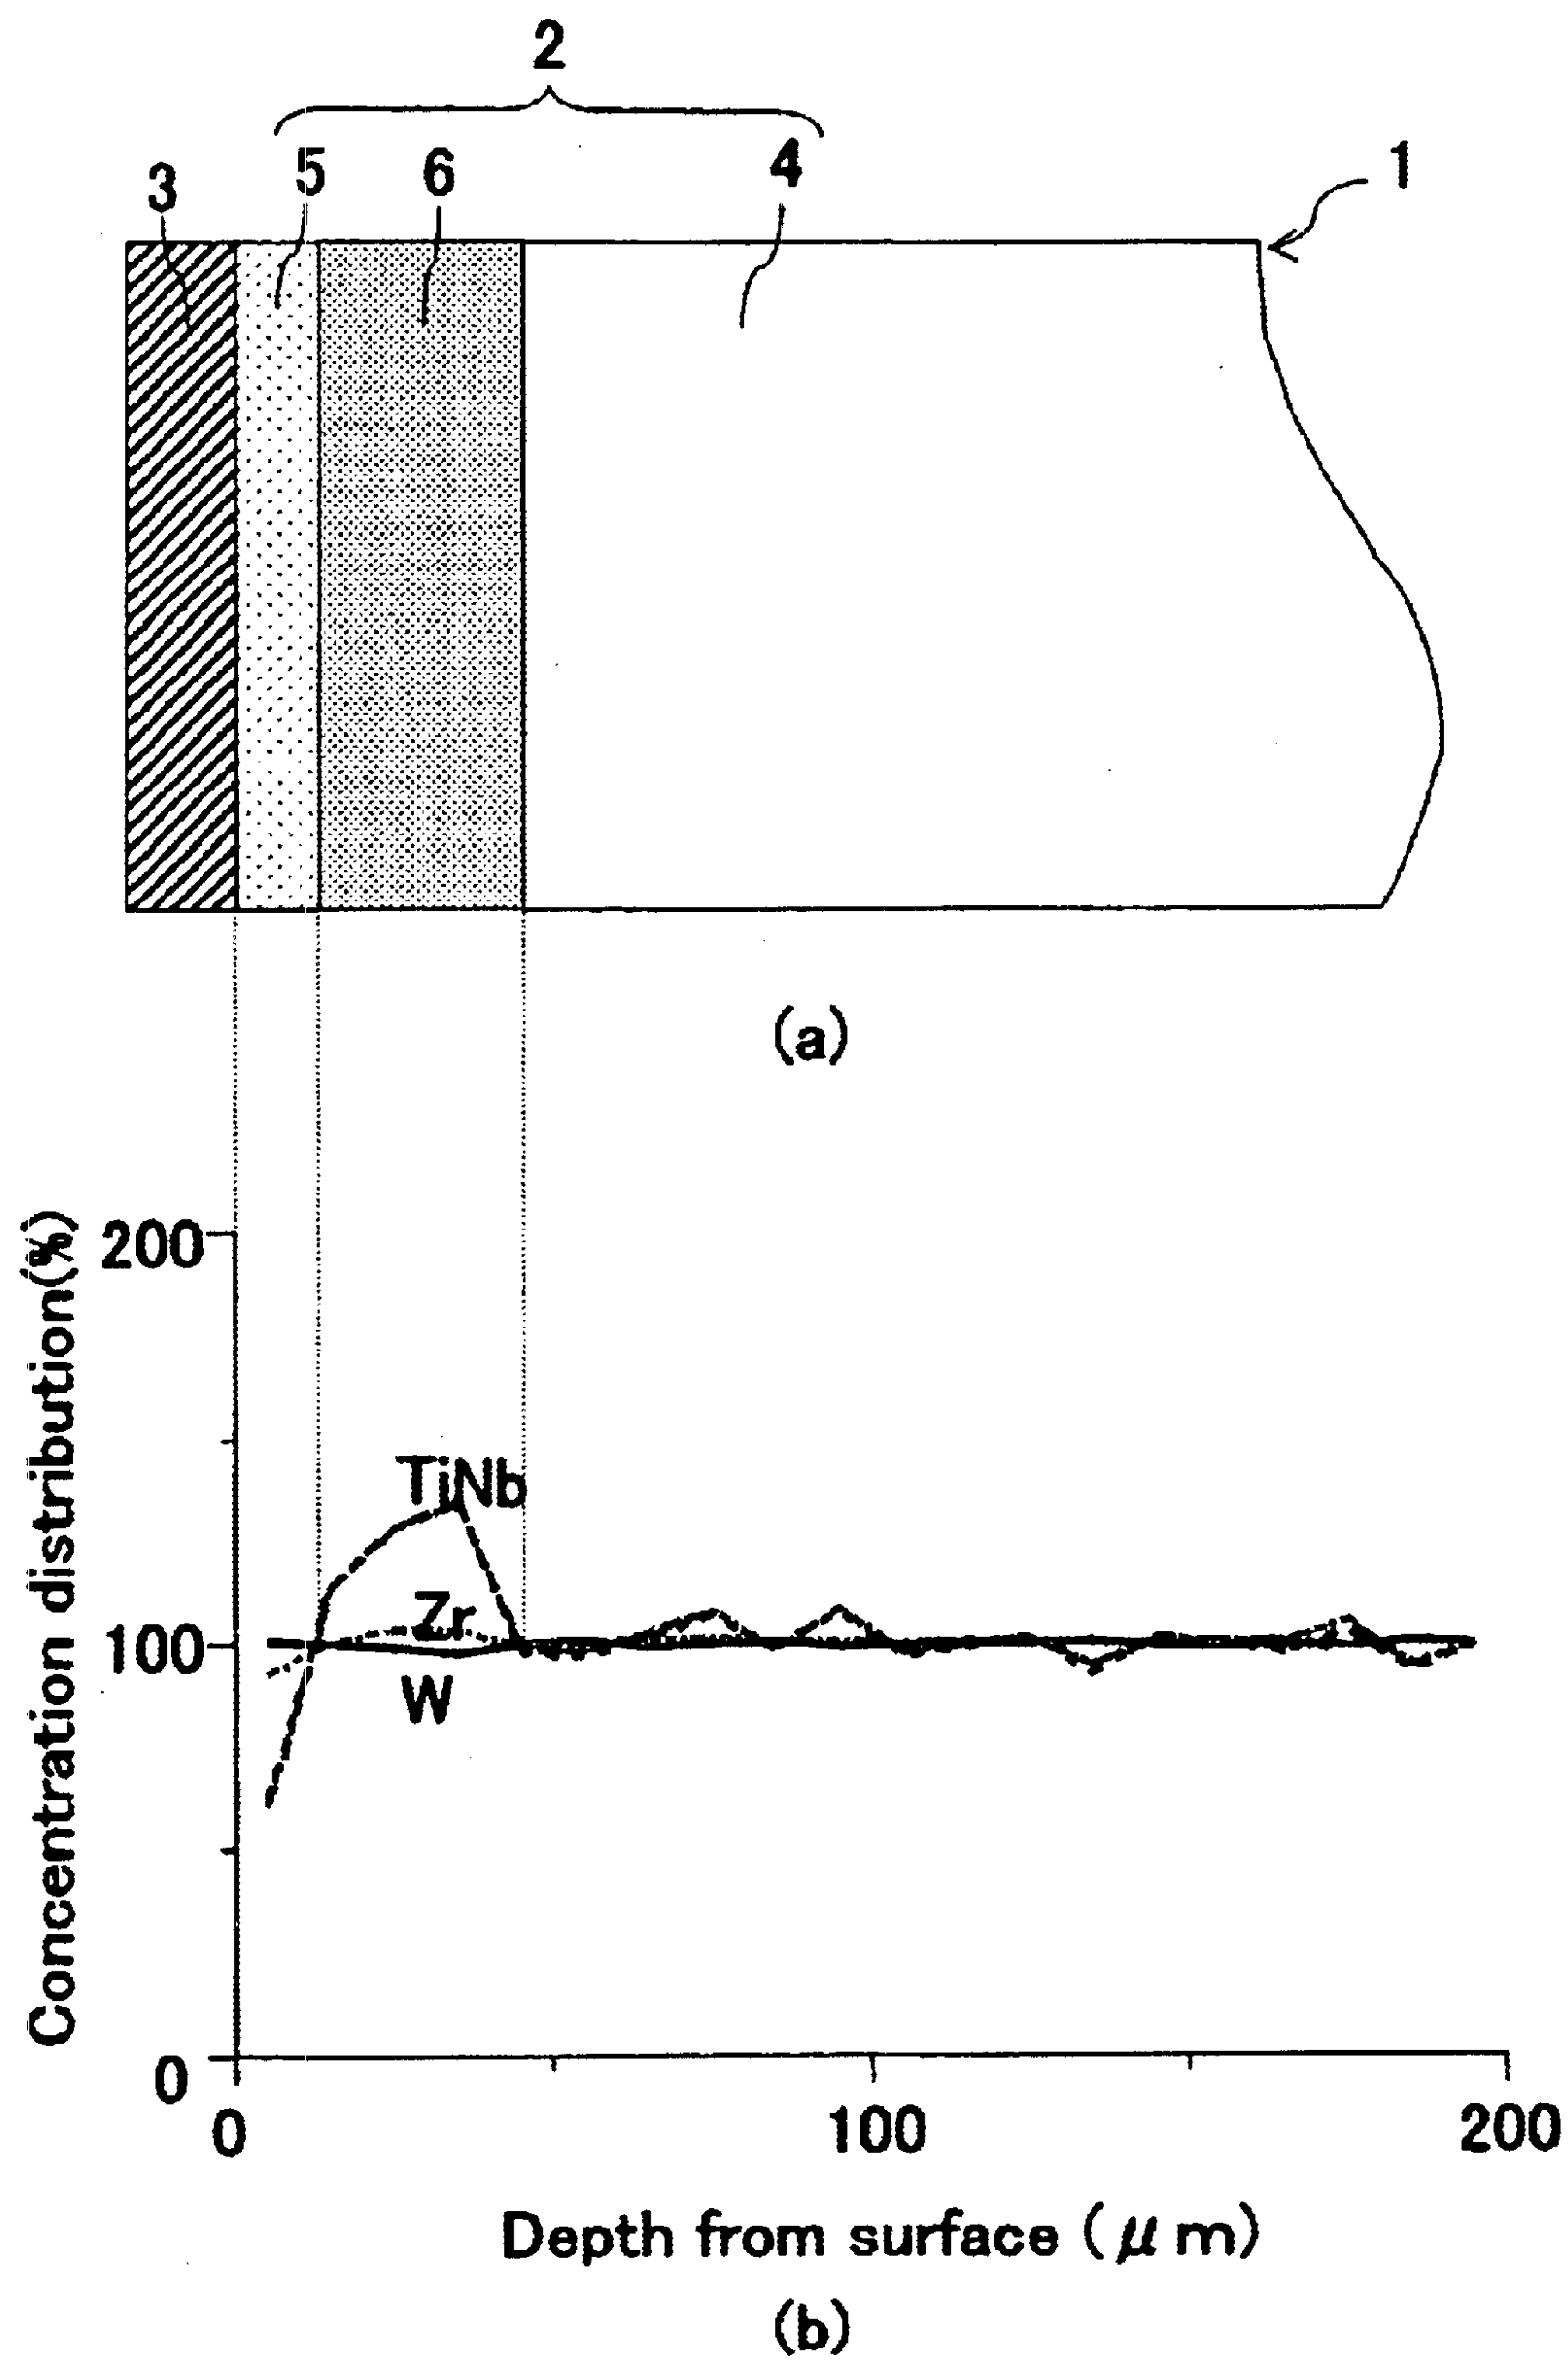 2
3 5 6 4 1
(a)
Concentration distribution(%)
200
TiNb
Zr
100
W
0
0 100 200
Depth from surface (μm)
(b)